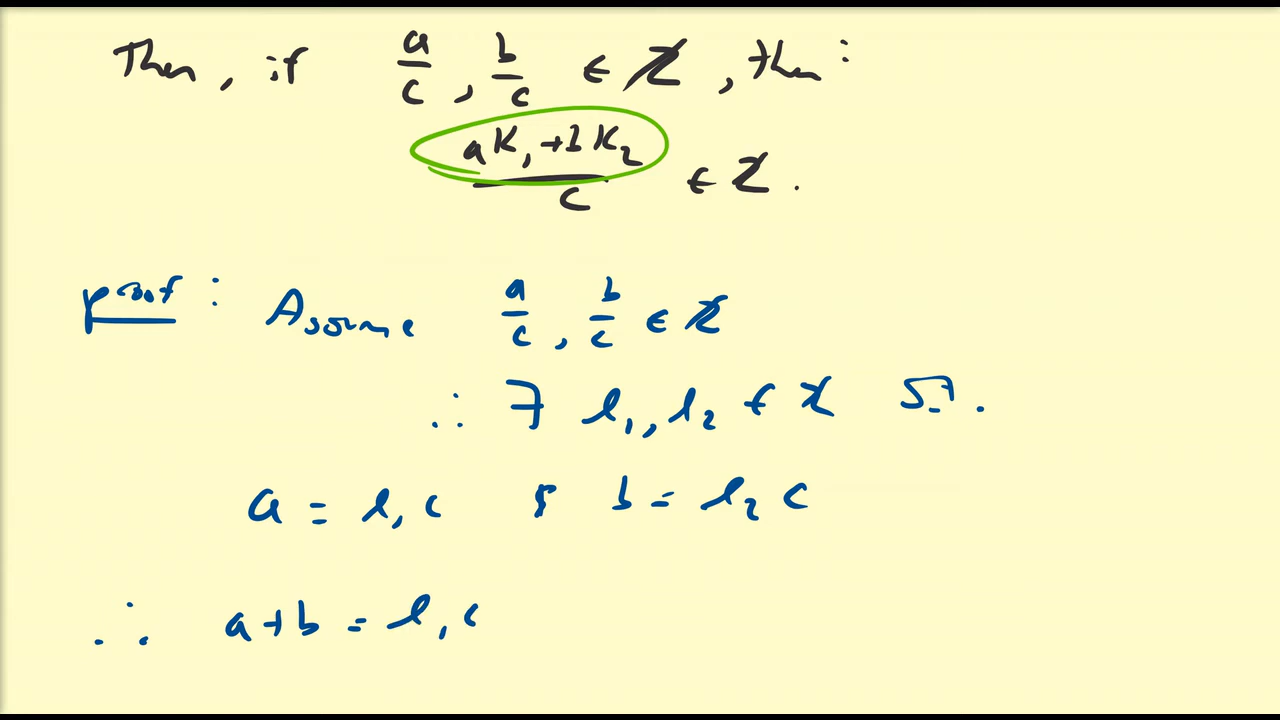 Then, if a/c, b/c ∈ ℤ, then:
(aK₁+bK₂)/c ∈ ℤ.
proof: Assume a/c, b/c ∈ ℤ
∴ ∃ l₁, l₂ ∈ ℤ s.t.
a = l₁c & b = l₂c
∴ a+b = l₁c